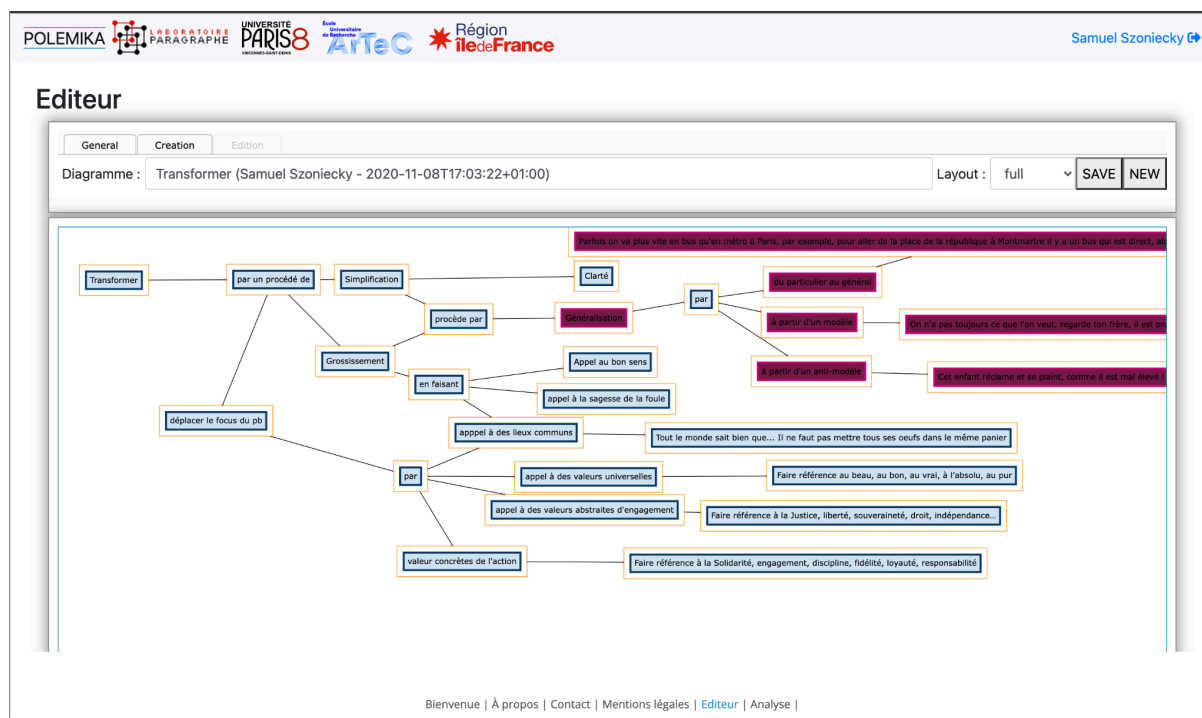 POLEMIKA
LABORATOIRE
PARAGRAPHE
UNIVERSITÉ
PARIS8
VINCENNES-SAINT-DENIS
École
Universitaire
de Recherche
ArTeC
Région
îledeFrance
Samuel Szoniecky
Editeur
General
Creation
Edition
Diagramme :
Transformer (Samuel Szoniecky - 2020-11-08T17:03:22+01:00)
Layout :
full
SAVE
NEW
Parfois on va plus vite en bus qu'en métro à Paris, par exemple, pour aller de la place de la république à Montmartre il y a un bus qui est direct,
Transformer
par un procédé de
Simplification
Clarté
du particulier au général
par
procède par
Généralisation
à partir d'un modèle
On n'a pas toujours ce que l'on veut, regarde ton frère, il est
Grossissement
Appel au bon sens
à partir d'un anti-modèle
Cet enfant réclame et se plaint, comme il est mal élevé
en faisant
appel à la sagesse de la foule
déplacer le focus du pb
apppel à des lieux communs
Tout le monde sait bien que... Il ne faut pas mettre tous ses oeufs dans le même panier
par
appel à des valeurs universelles
Faire référence au beau, au bon, au vrai, à l'absolu, au pur
appel à des valeurs abstraites d'engagement
Faire référence à la Justice, liberté, souveraineté, droit, indépendance...
valeur concrètes de l'action
Faire référence à la Solidarité, engagement, discipline, fidélité, loyauté, responsabilité
Bienvenue | À propos | Contact | Mentions légales | Editeur | Analyse |